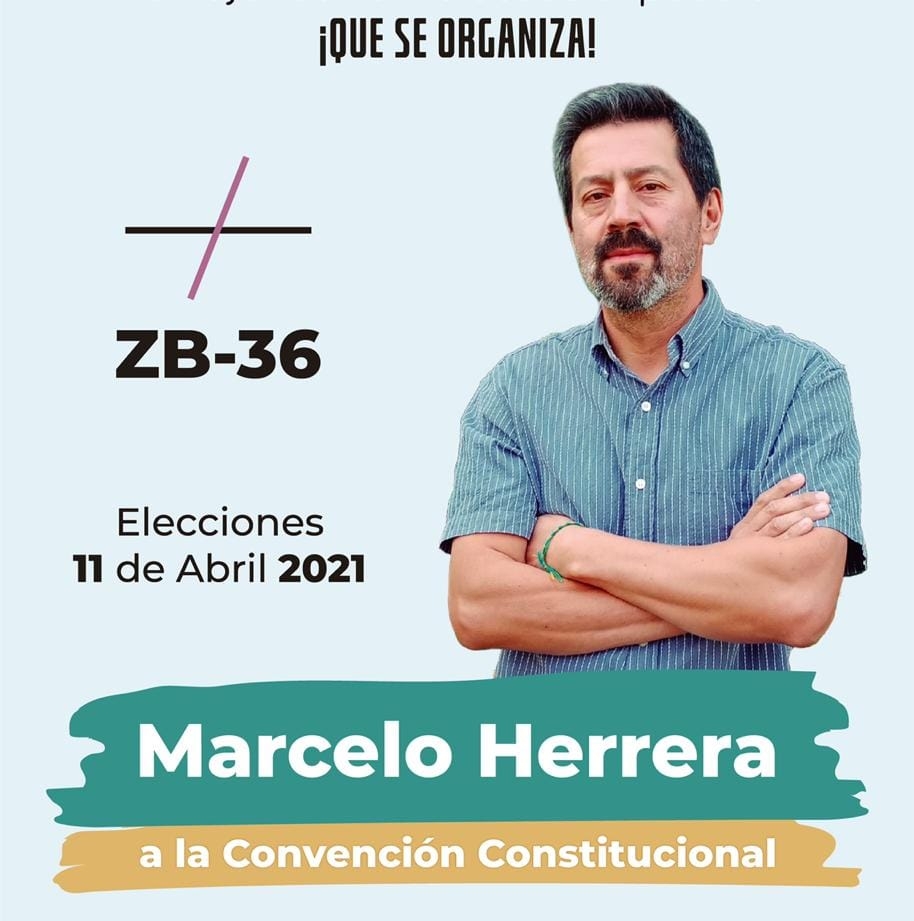 ¡QUE SE ORGANIZA!
ZB-36
Elecciones
11 de Abril 2021
Marcelo Herrera
a la Convención Constitucional